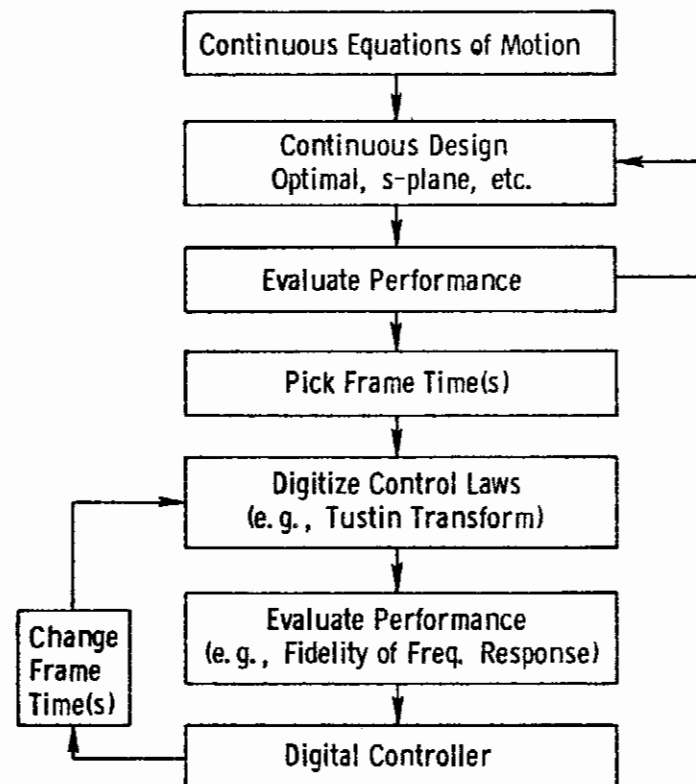 Continuous Equations of Motion
Continuous Design
Optimal, s-plane, etc.
Evaluate Performance
Pick Frame Time(s)
Digitize Control Laws
(e.g., Tustin Transform)
Evaluate Performance
(e.g., Fidelity of Freq. Response)
Change
Frame
Time(s)
Digital Controller